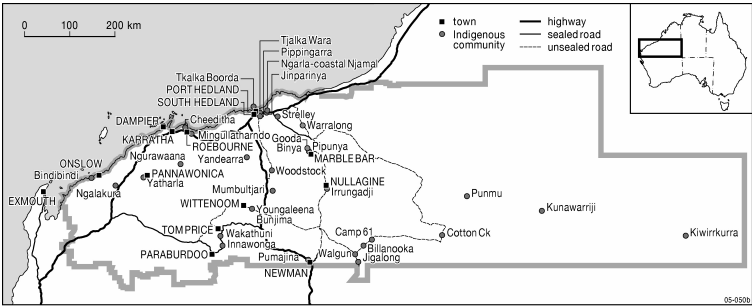 0 100 200 km
town
Indigenous
community
highway
sealed road
unsealed road
Tjalka Wara
Pippingarra
Ngarla-coastal Njamal
Jinparinya
Tkalka Boorda
PORT HEDLAND
SOUTH HEDLAND
Strelley
Warralong
DAMPIER
Cheeditha
KARRATHA
Mingullatharndo
ROEBOURNE
Gooda
Binya
Pipunya
MARBLE BAR
Ngurawaana
Yandearra
ONSLOW
Bindibindi
PANNAWONICA
Yatharla
Woodstock
Ngalakura
Mumbultjari
NULLAGINE
Irrungadji
EXMOUTH
WITTENOOM
Youngaleena
Bunjima
Punmu
Kunawarriji
TOM PRICE
Wakathuni
Innawonga
Camp 61
Cotton Ck
Kiwirrkurra
PARABURDOO
Pumajina
Walgun
Billanooka
Jigalong
NEWMAN
05-050b